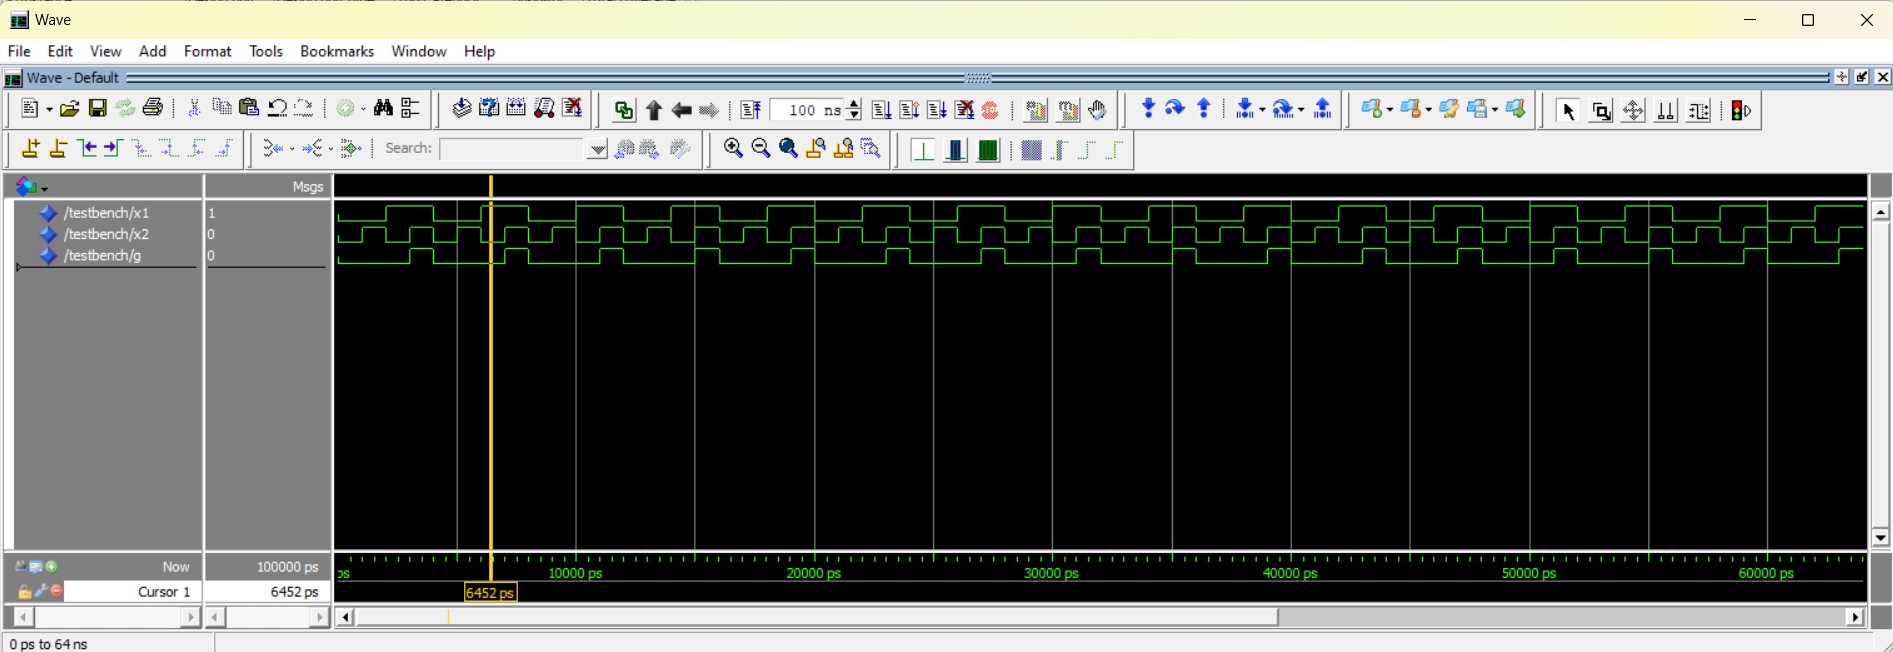 Wave
File Edit View Add Format Tools Bookmarks Window Help
Wave - Default
100 ns
Search:
Msgs
/testbench/x1 1
/testbench/x2 0
/testbench/g 0
Now 100000 ps
ps 10000 ps 20000 ps 30000 ps 40000 ps 50000 ps 60000 ps
Cursor 1 6452 ps
6452 ps
0 ps to 64 ns